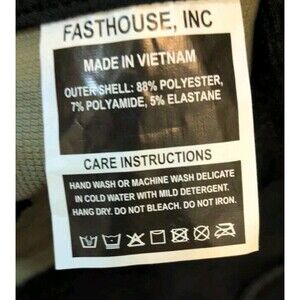 FASTHOUSE, INC
MADE IN VIETNAM
OUTER SHELL: 88% POLYESTER,
7% POLYAMIDE, 5% ELASTANE
CARE INSTRUCTIONS
HAND WASH OR MACHINE WASH DELICATE
IN COLD WATER WITH MILD DETERGENT.
HANG DRY. DO NOT BLEACH. DO NOT IRON.